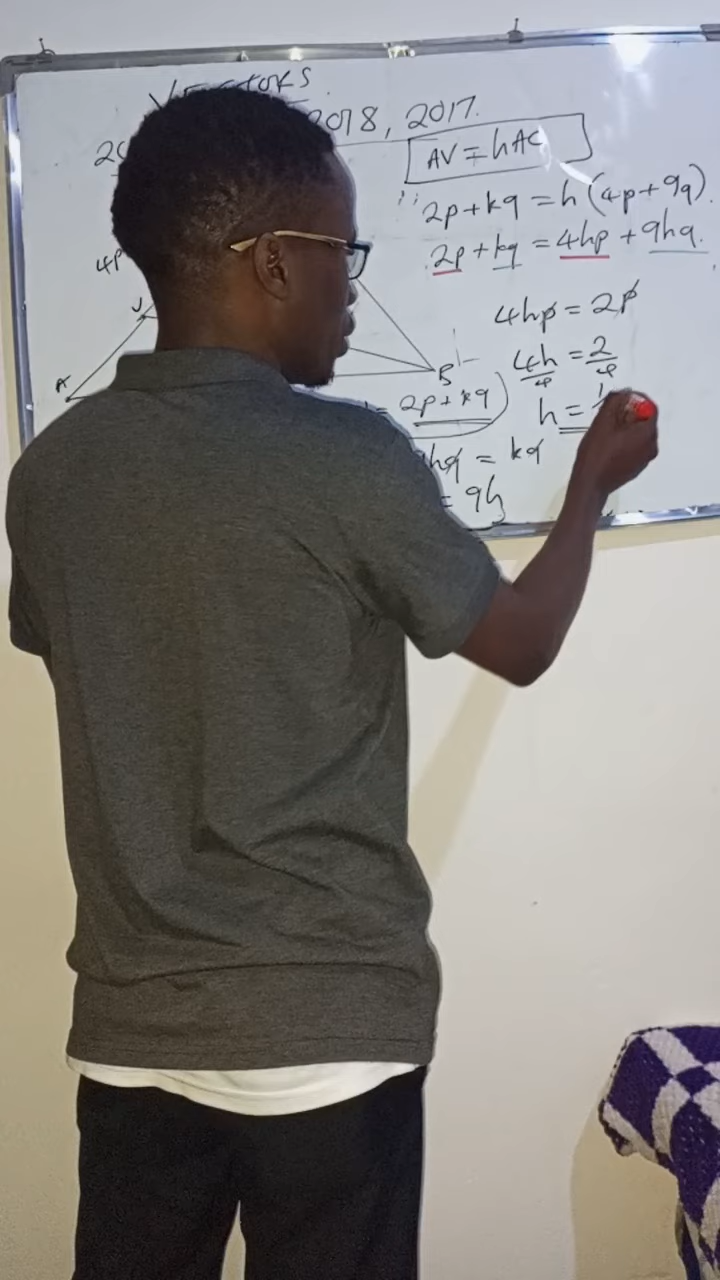 VECTORS
2018, 2017.
AV = hAC
2p + kq = h(4p + 9q).
2p + kq = 4hp + 9hq.
4p
4hp = 2p
4h = 2
4 4
A
B
= 2p + kq
h =
hq = kq
= 9h